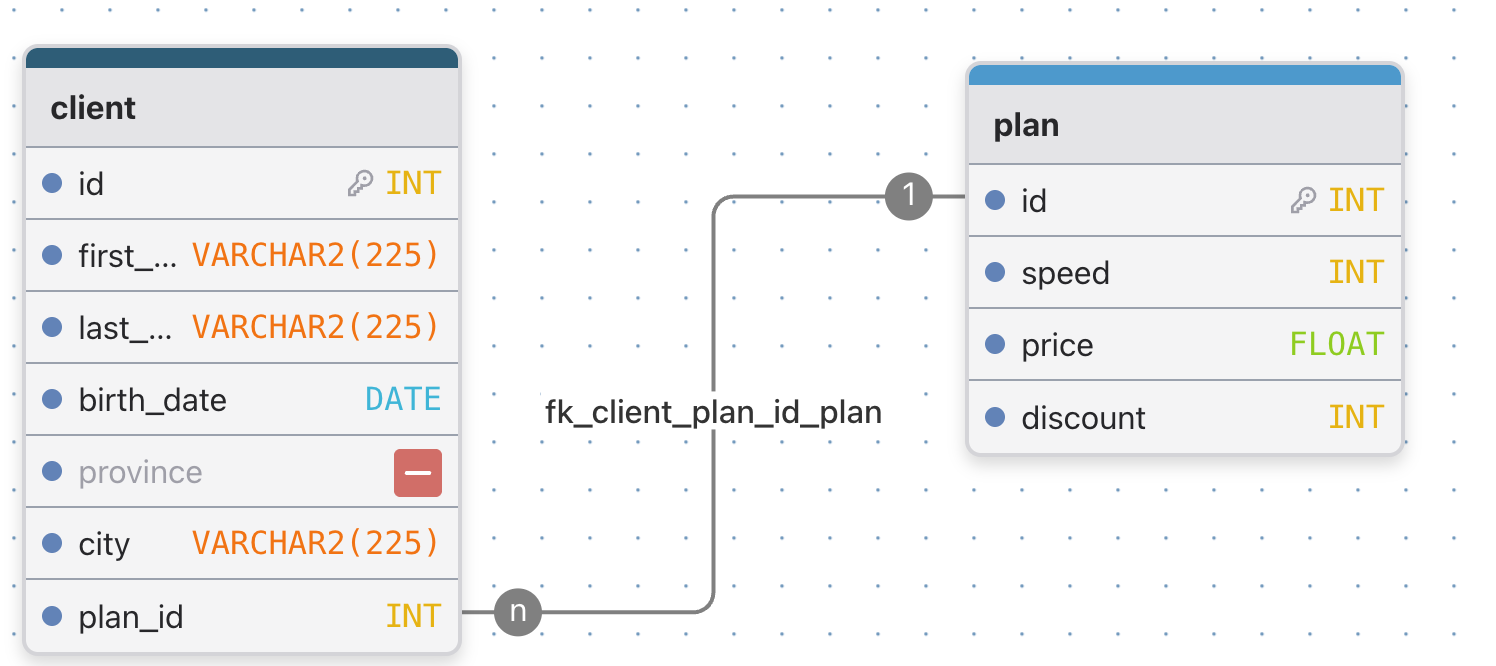 client
id INT
first_... VARCHAR2(225)
last_... VARCHAR2(225)
birth_date DATE
province
city VARCHAR2(225)
plan_id INT
n
fk_client_plan_id_plan
1
plan
id INT
speed INT
price FLOAT
discount INT